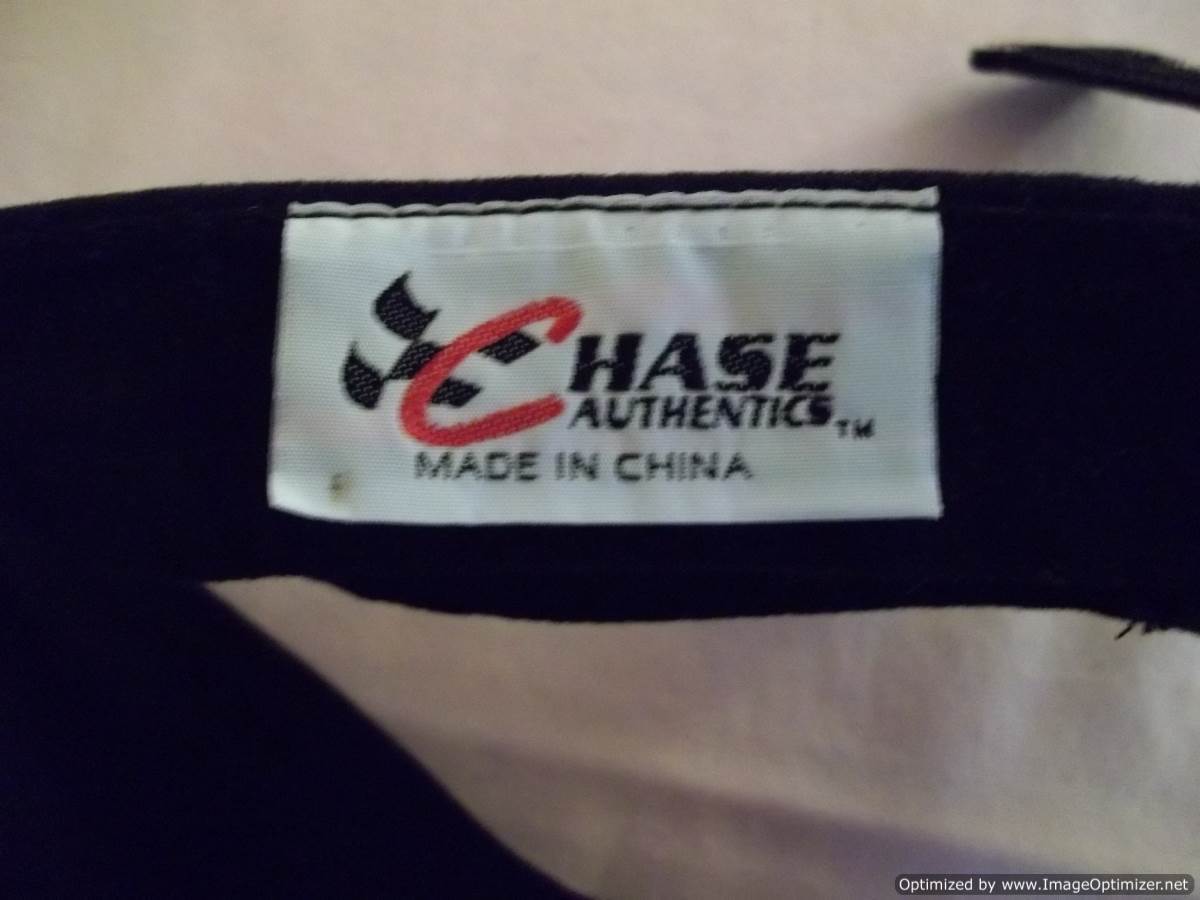 CHASE
AUTHENTICS™
MADE IN CHINA
Optimized by www.ImageOptimizer.net